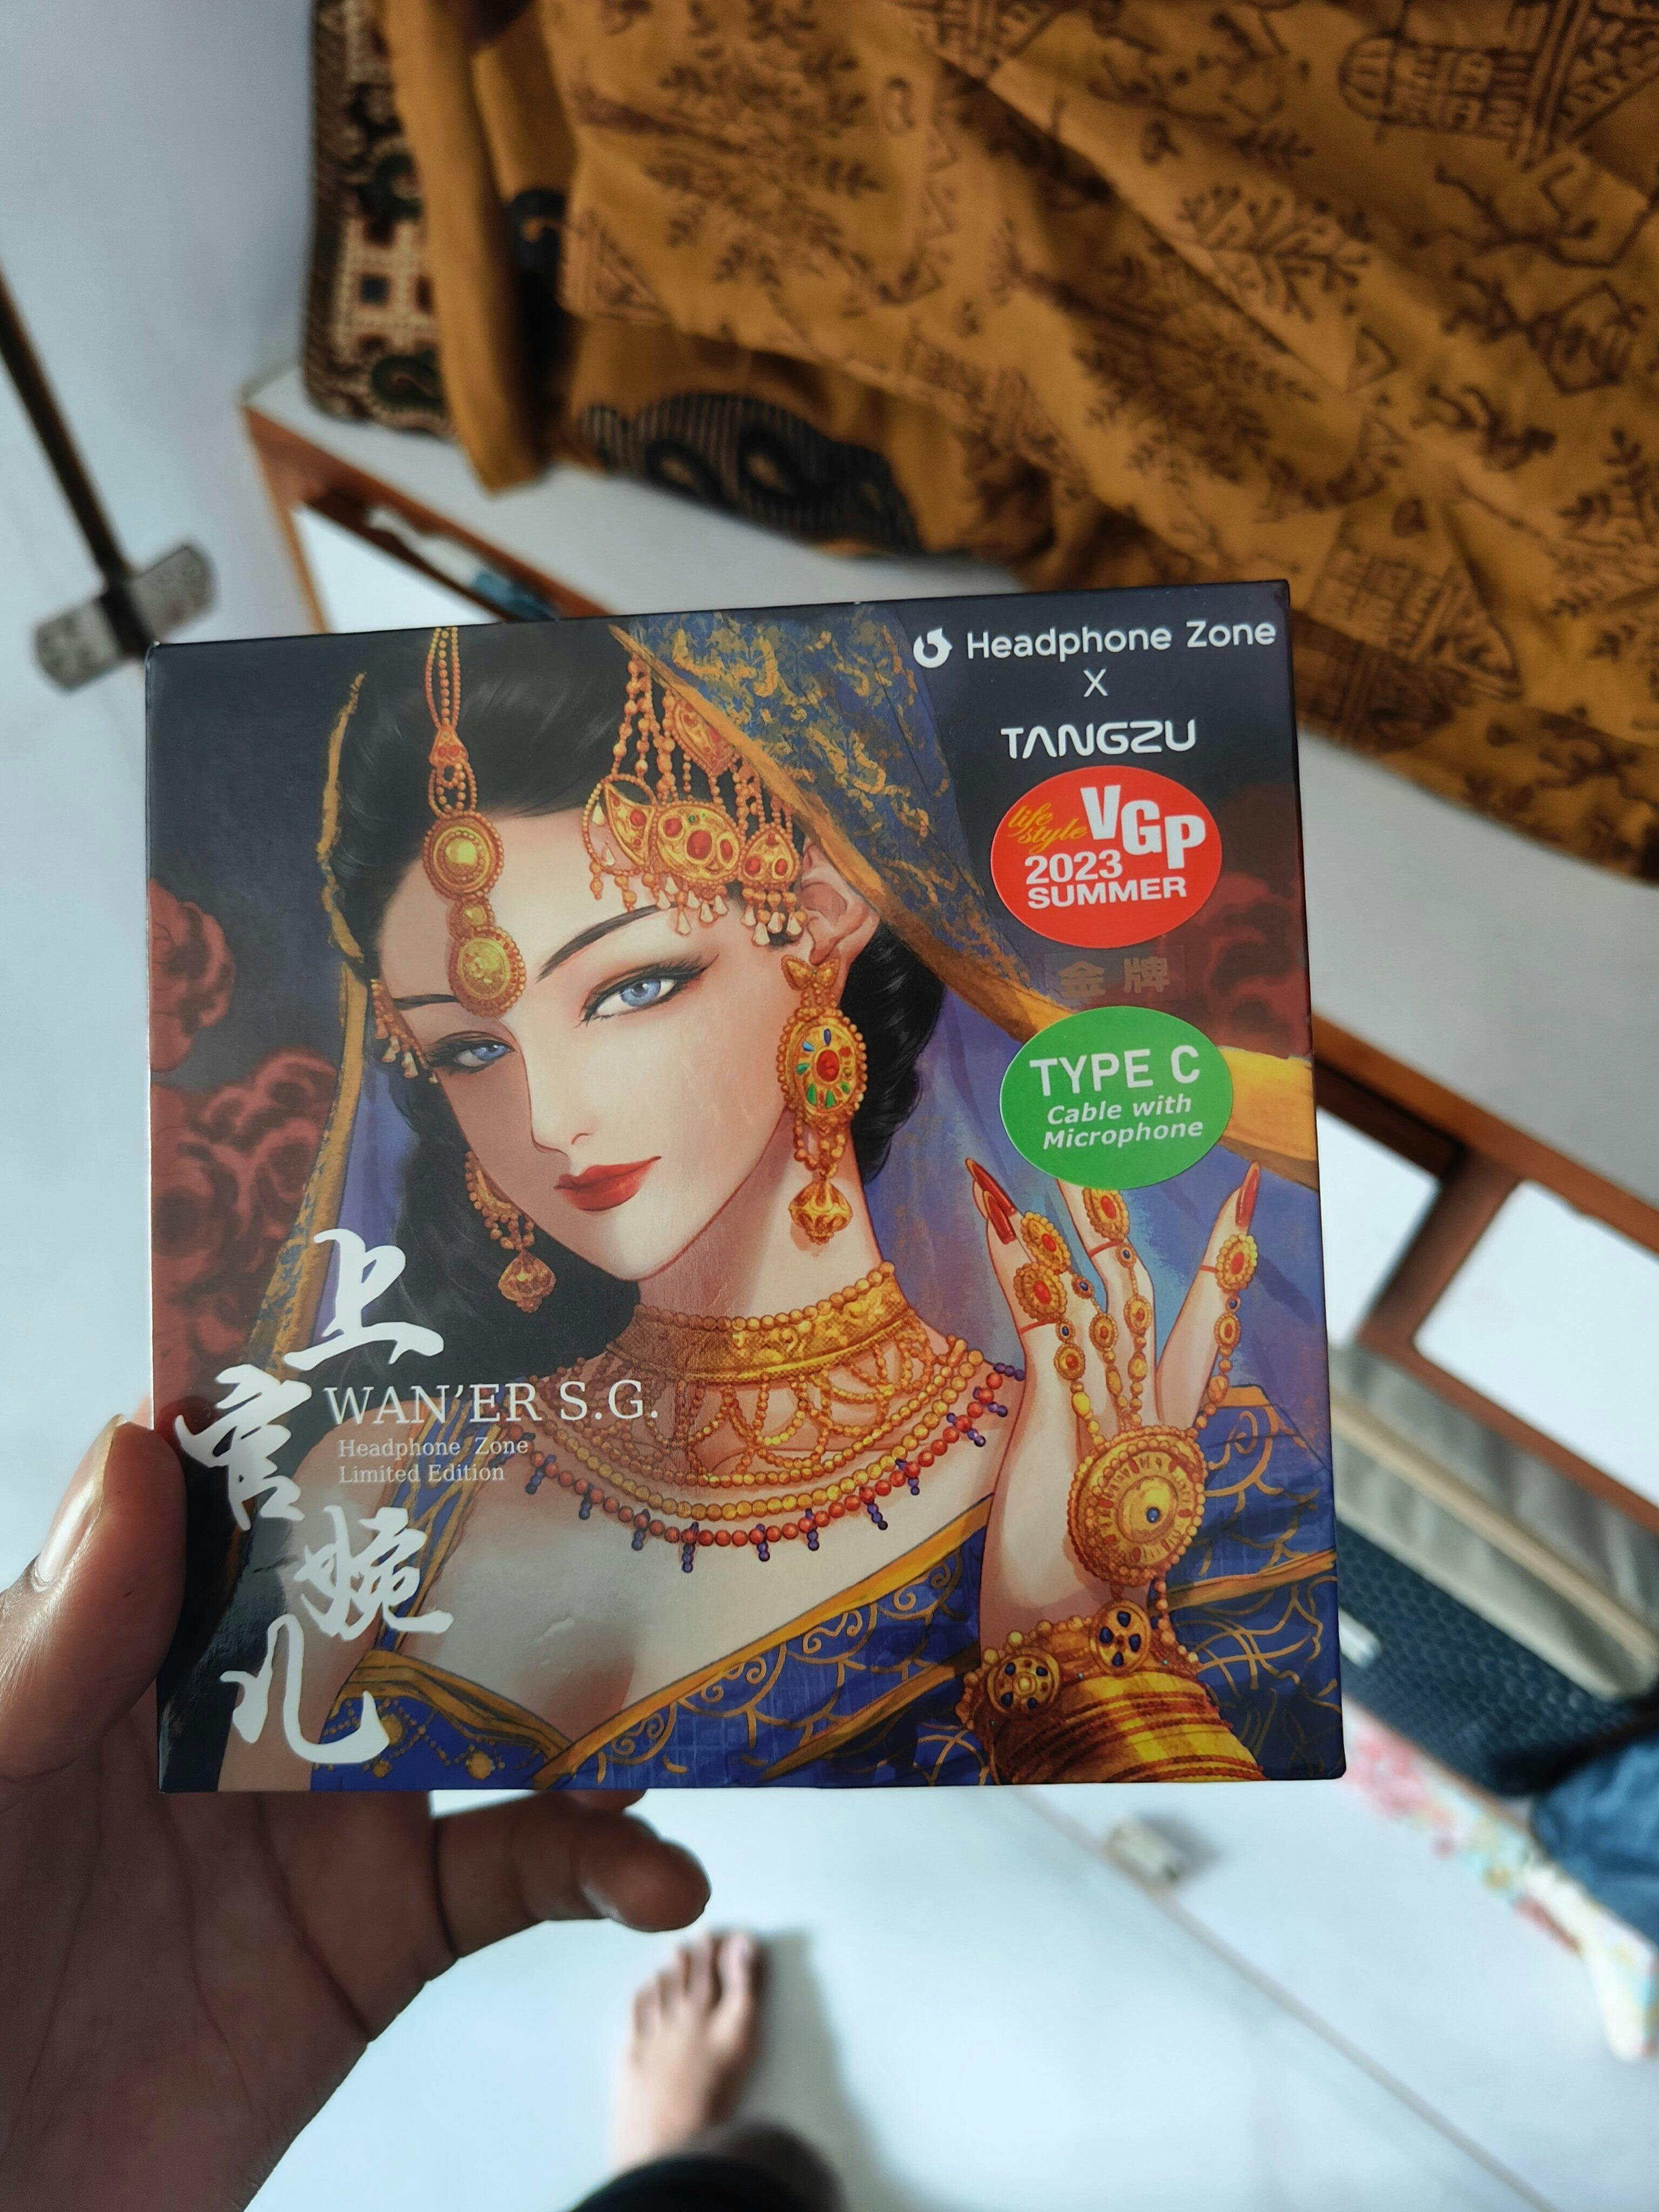 Headphone Zone
X
TANGZU
life
style
VGP
2023
SUMMER
金牌
TYPE C
Cable with
Microphone
上官婉儿
WAN'ER S.G.
Headphone Zone
Limited Edition